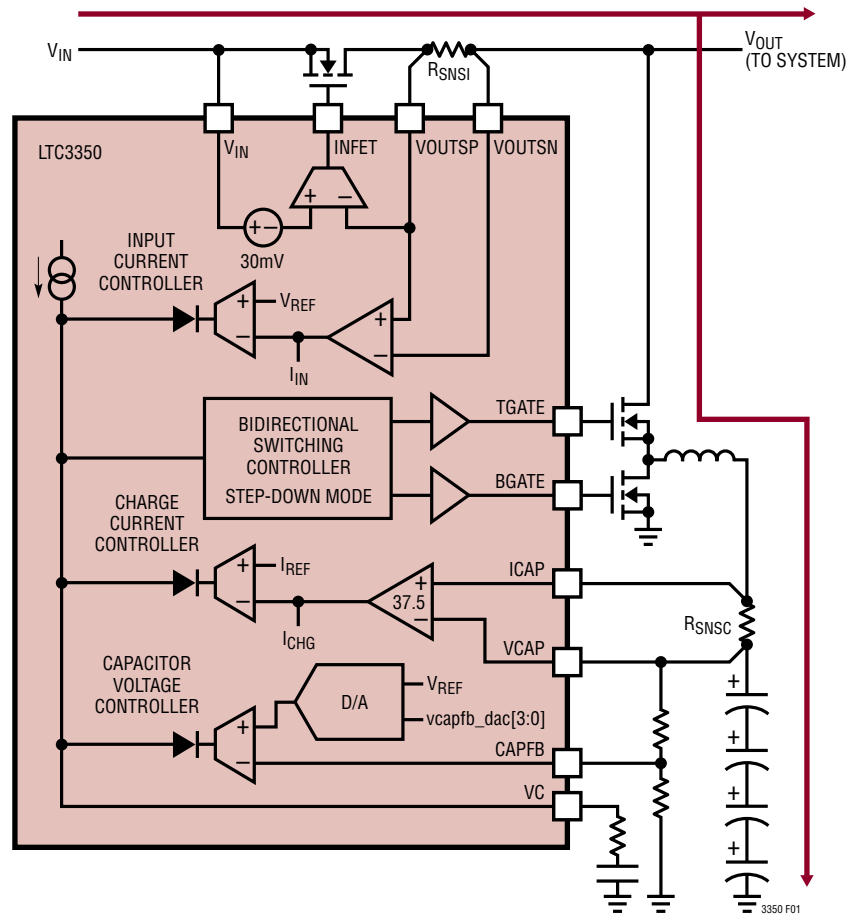 VIN
RSNSI
VOUT
(TO SYSTEM)
LTC3350
VIN
INFET
VOUTSP
VOUTSN
+ −
+ −
30mV
INPUT
CURRENT
CONTROLLER
+
−
VREF
IIN
+
−
BIDIRECTIONAL
SWITCHING
CONTROLLER
STEP-DOWN MODE
TGATE
BGATE
CHARGE
CURRENT
CONTROLLER
+
−
IREF
ICHG
+
37.5
−
ICAP
VCAP
RSNSC
CAPACITOR
VOLTAGE
CONTROLLER
+
−
D/A
VREF
vcapfb_dac[3:0]
CAPFB
VC
+
+
+
+
3350 F01